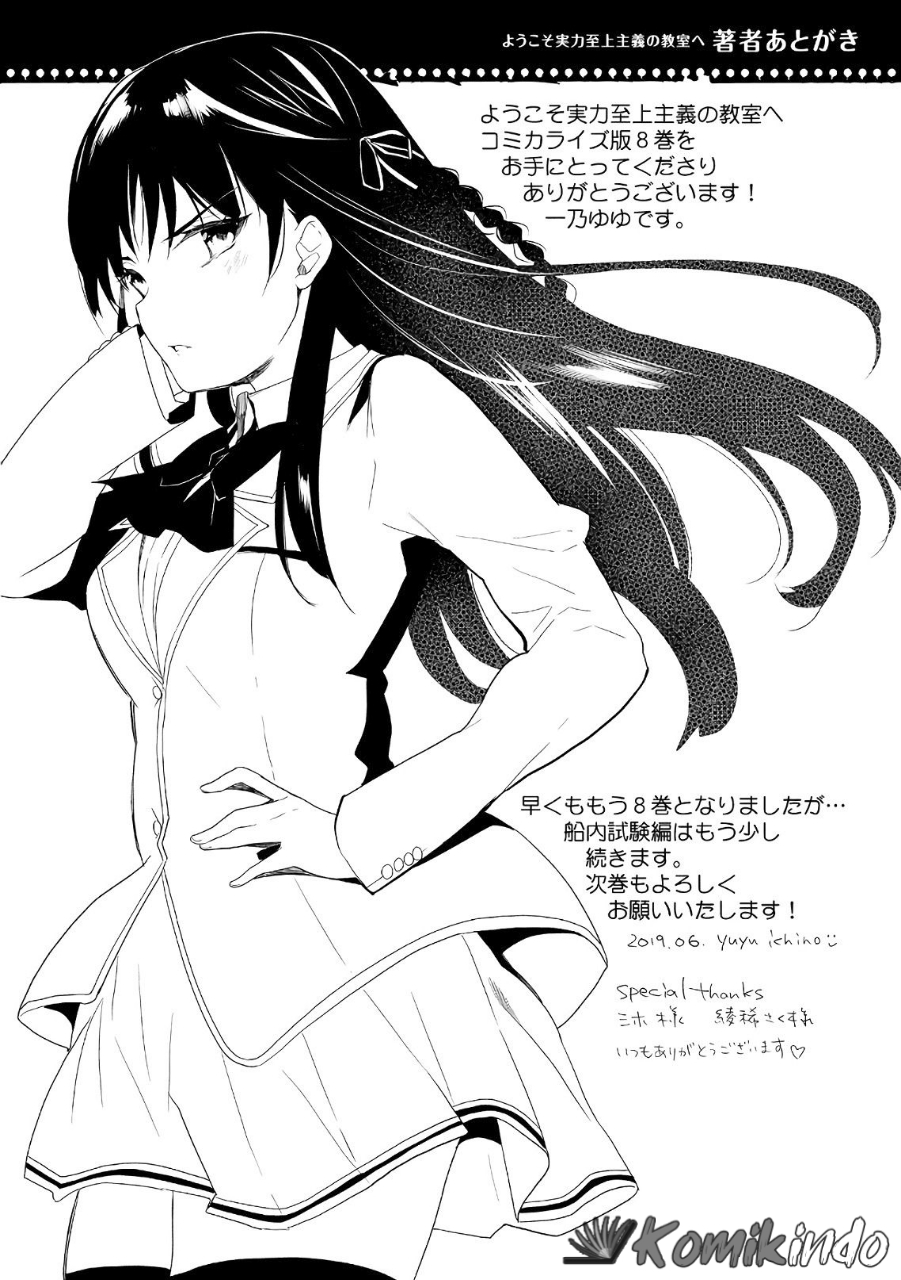 ようこそ実力至上主義の教室へ 著者あとがき
ようこそ実力至上主義の教室へ
コミカライズ版8巻を
お手にとってくださり
ありがとうございます!
一乃ゆゆです。
早くももう8巻となりましたが…
船内試験編はもう少し
続きます。
次巻もよろしく
お願いいたします!
2019.06. yuyu ichino
special thanks
様 綾稀さく様
いつもありがとうございます♡
Komikindo